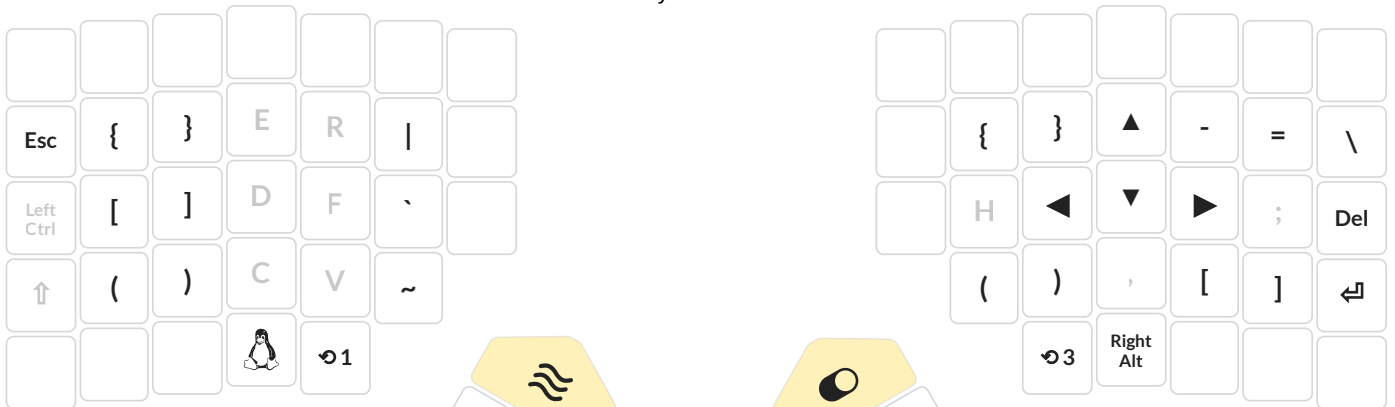 E R
Esc { } |
{ } ▲ - = \
D F
Left Ctrl [ ] `
H ◀ ▼ ▶ ; Del
C V
⇧ ( ) ~
( ) , [ ] ⏎
⟲ 1
⟲ 3 Right Alt